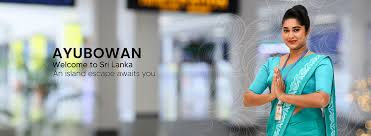 AYUBOWAN
Welcome to Sri Lanka
An island escape awaits you